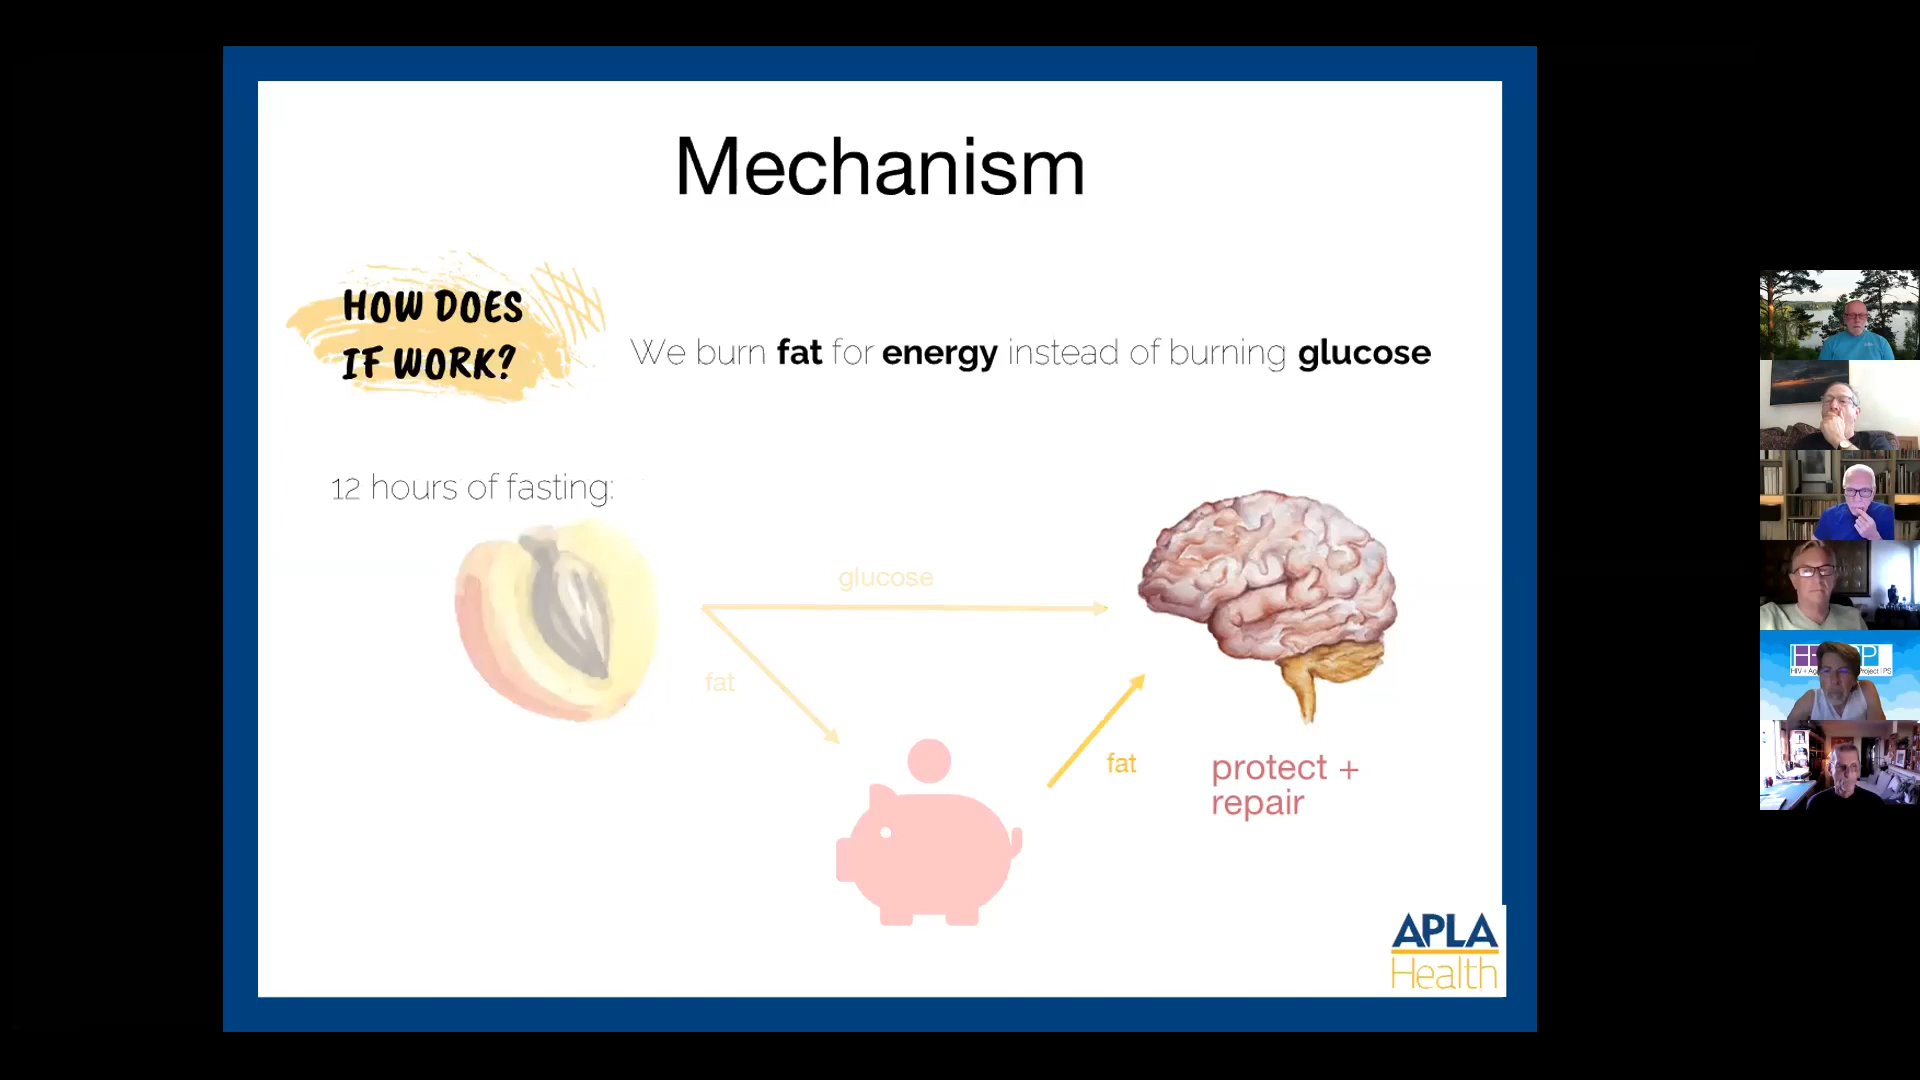 Mechanism
HOW DOES
IF WORK?
We burn fat for energy instead of burning glucose
12 hours of fasting:
glucose
fat
fat
protect +
repair
APLA
Health